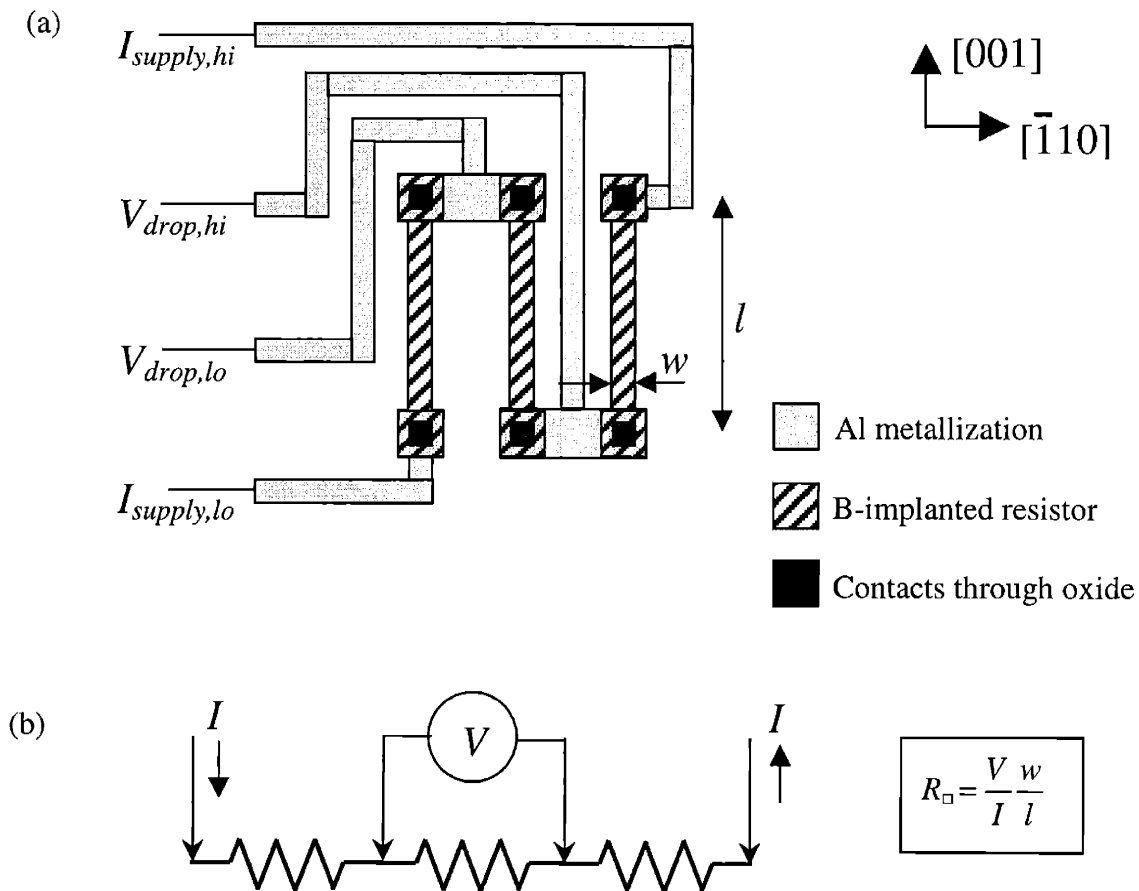 (a)
I_supply,hi
[001]
[1̄10]
V_drop,hi
l
V_drop,lo
w
Al metallization
I_supply,lo
B-implanted resistor
Contacts through oxide
(b)
I
V
I
R_□ = V/I w/l